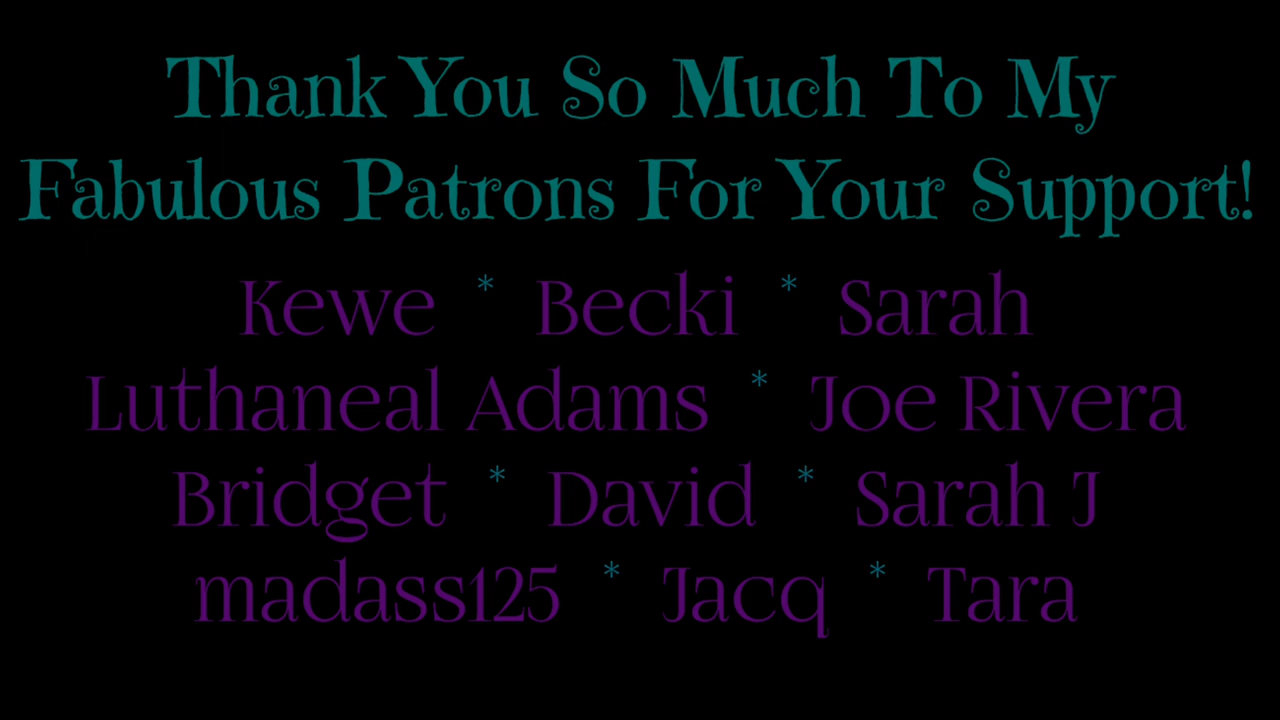 Thank You So Much To My
Fabulous Patrons For Your Support!
Kewe * Becki * Sarah
Luthaneal Adams * Joe Rivera
Bridget * David * Sarah J
madass125 * Jacq * Tara